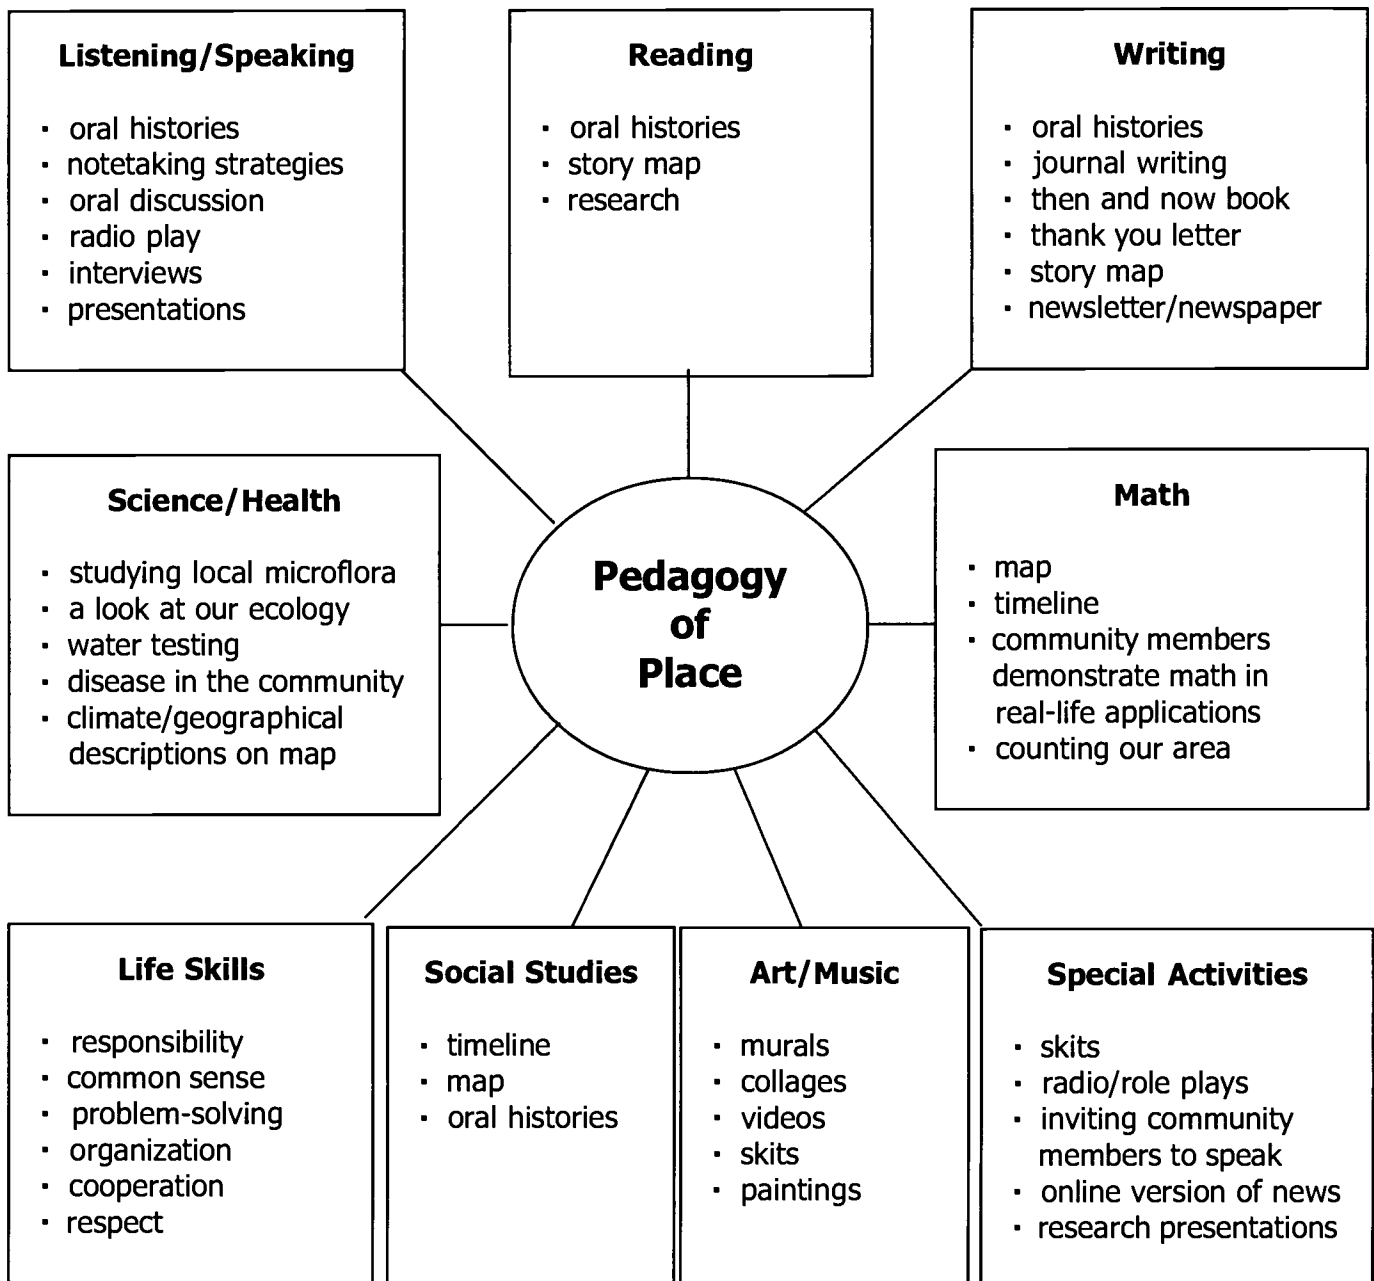 Listening/Speaking
· oral histories
· notetaking strategies
· oral discussion
· radio play
· interviews
· presentations
Reading
· oral histories
· story map
· research
Writing
· oral histories
· journal writing
· then and now book
· thank you letter
· story map
· newsletter/newspaper
Science/Health
· studying local microflora
· a look at our ecology
· water testing
· disease in the community
· climate/geographical
descriptions on map
Pedagogy
of
Place
Math
· map
· timeline
· community members
demonstrate math in
real-life applications
· counting our area
Life Skills
· responsibility
· common sense
· problem-solving
· organization
· cooperation
· respect
Social Studies
· timeline
· map
· oral histories
Art/Music
· murals
· collages
· videos
· skits
· paintings
Special Activities
· skits
· radio/role plays
· inviting community
members to speak
· online version of news
· research presentations